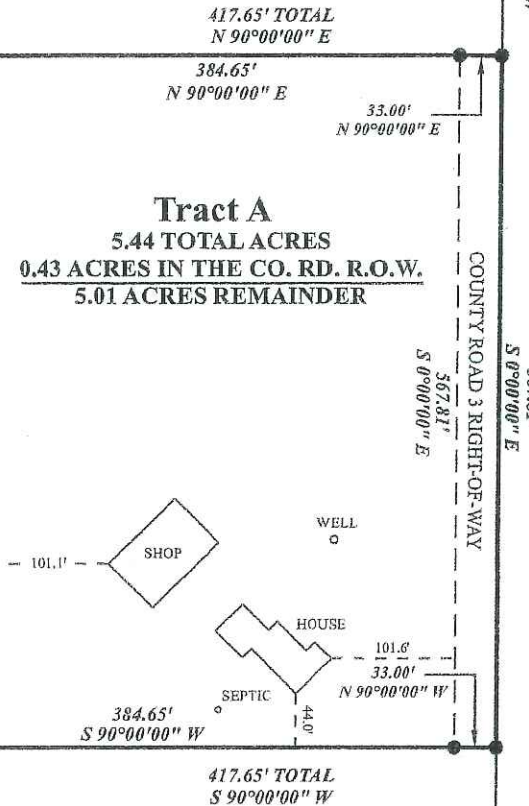 417.65' TOTAL
N 90°00'00" E
384.65'
N 90°00'00" E
33.00'
N 90°00'00" E
Tract A
5.44 TOTAL ACRES
0.43 ACRES IN THE CO. RD. R.O.W.
5.01 ACRES REMAINDER
COUNTY ROAD 3 RIGHT-OF-WAY
567.81'
S 0°00'00" E
S 0°00'00" E
WELL
SHOP
101.1'
HOUSE
101.6'
33.00'
N 90°00'00" W
SEPTIC
44.0'
384.65'
S 90°00'00" W
417.65' TOTAL
S 90°00'00" W